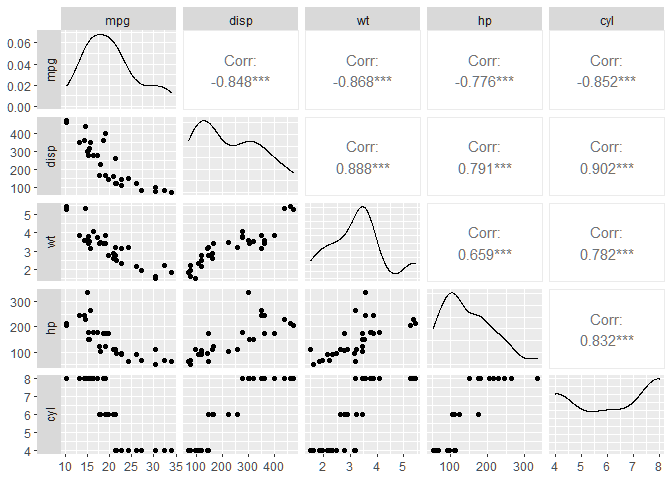 mpg disp wt hp cyl
mpg
0.06
0.04
0.02
0.00
Corr:
-0.848***
Corr:
-0.868***
Corr:
-0.776***
Corr:
-0.852***
disp
400
300
200
100
Corr:
0.888***
Corr:
0.791***
Corr:
0.902***
wt
5
4
3
2
Corr:
0.659***
Corr:
0.782***
hp
300
200
100
Corr:
0.832***
cyl
8
7
6
5
4
10 15 20 25 30 35
100 200 300 400
2 3 4 5
100 200 300
4 5 6 7 8